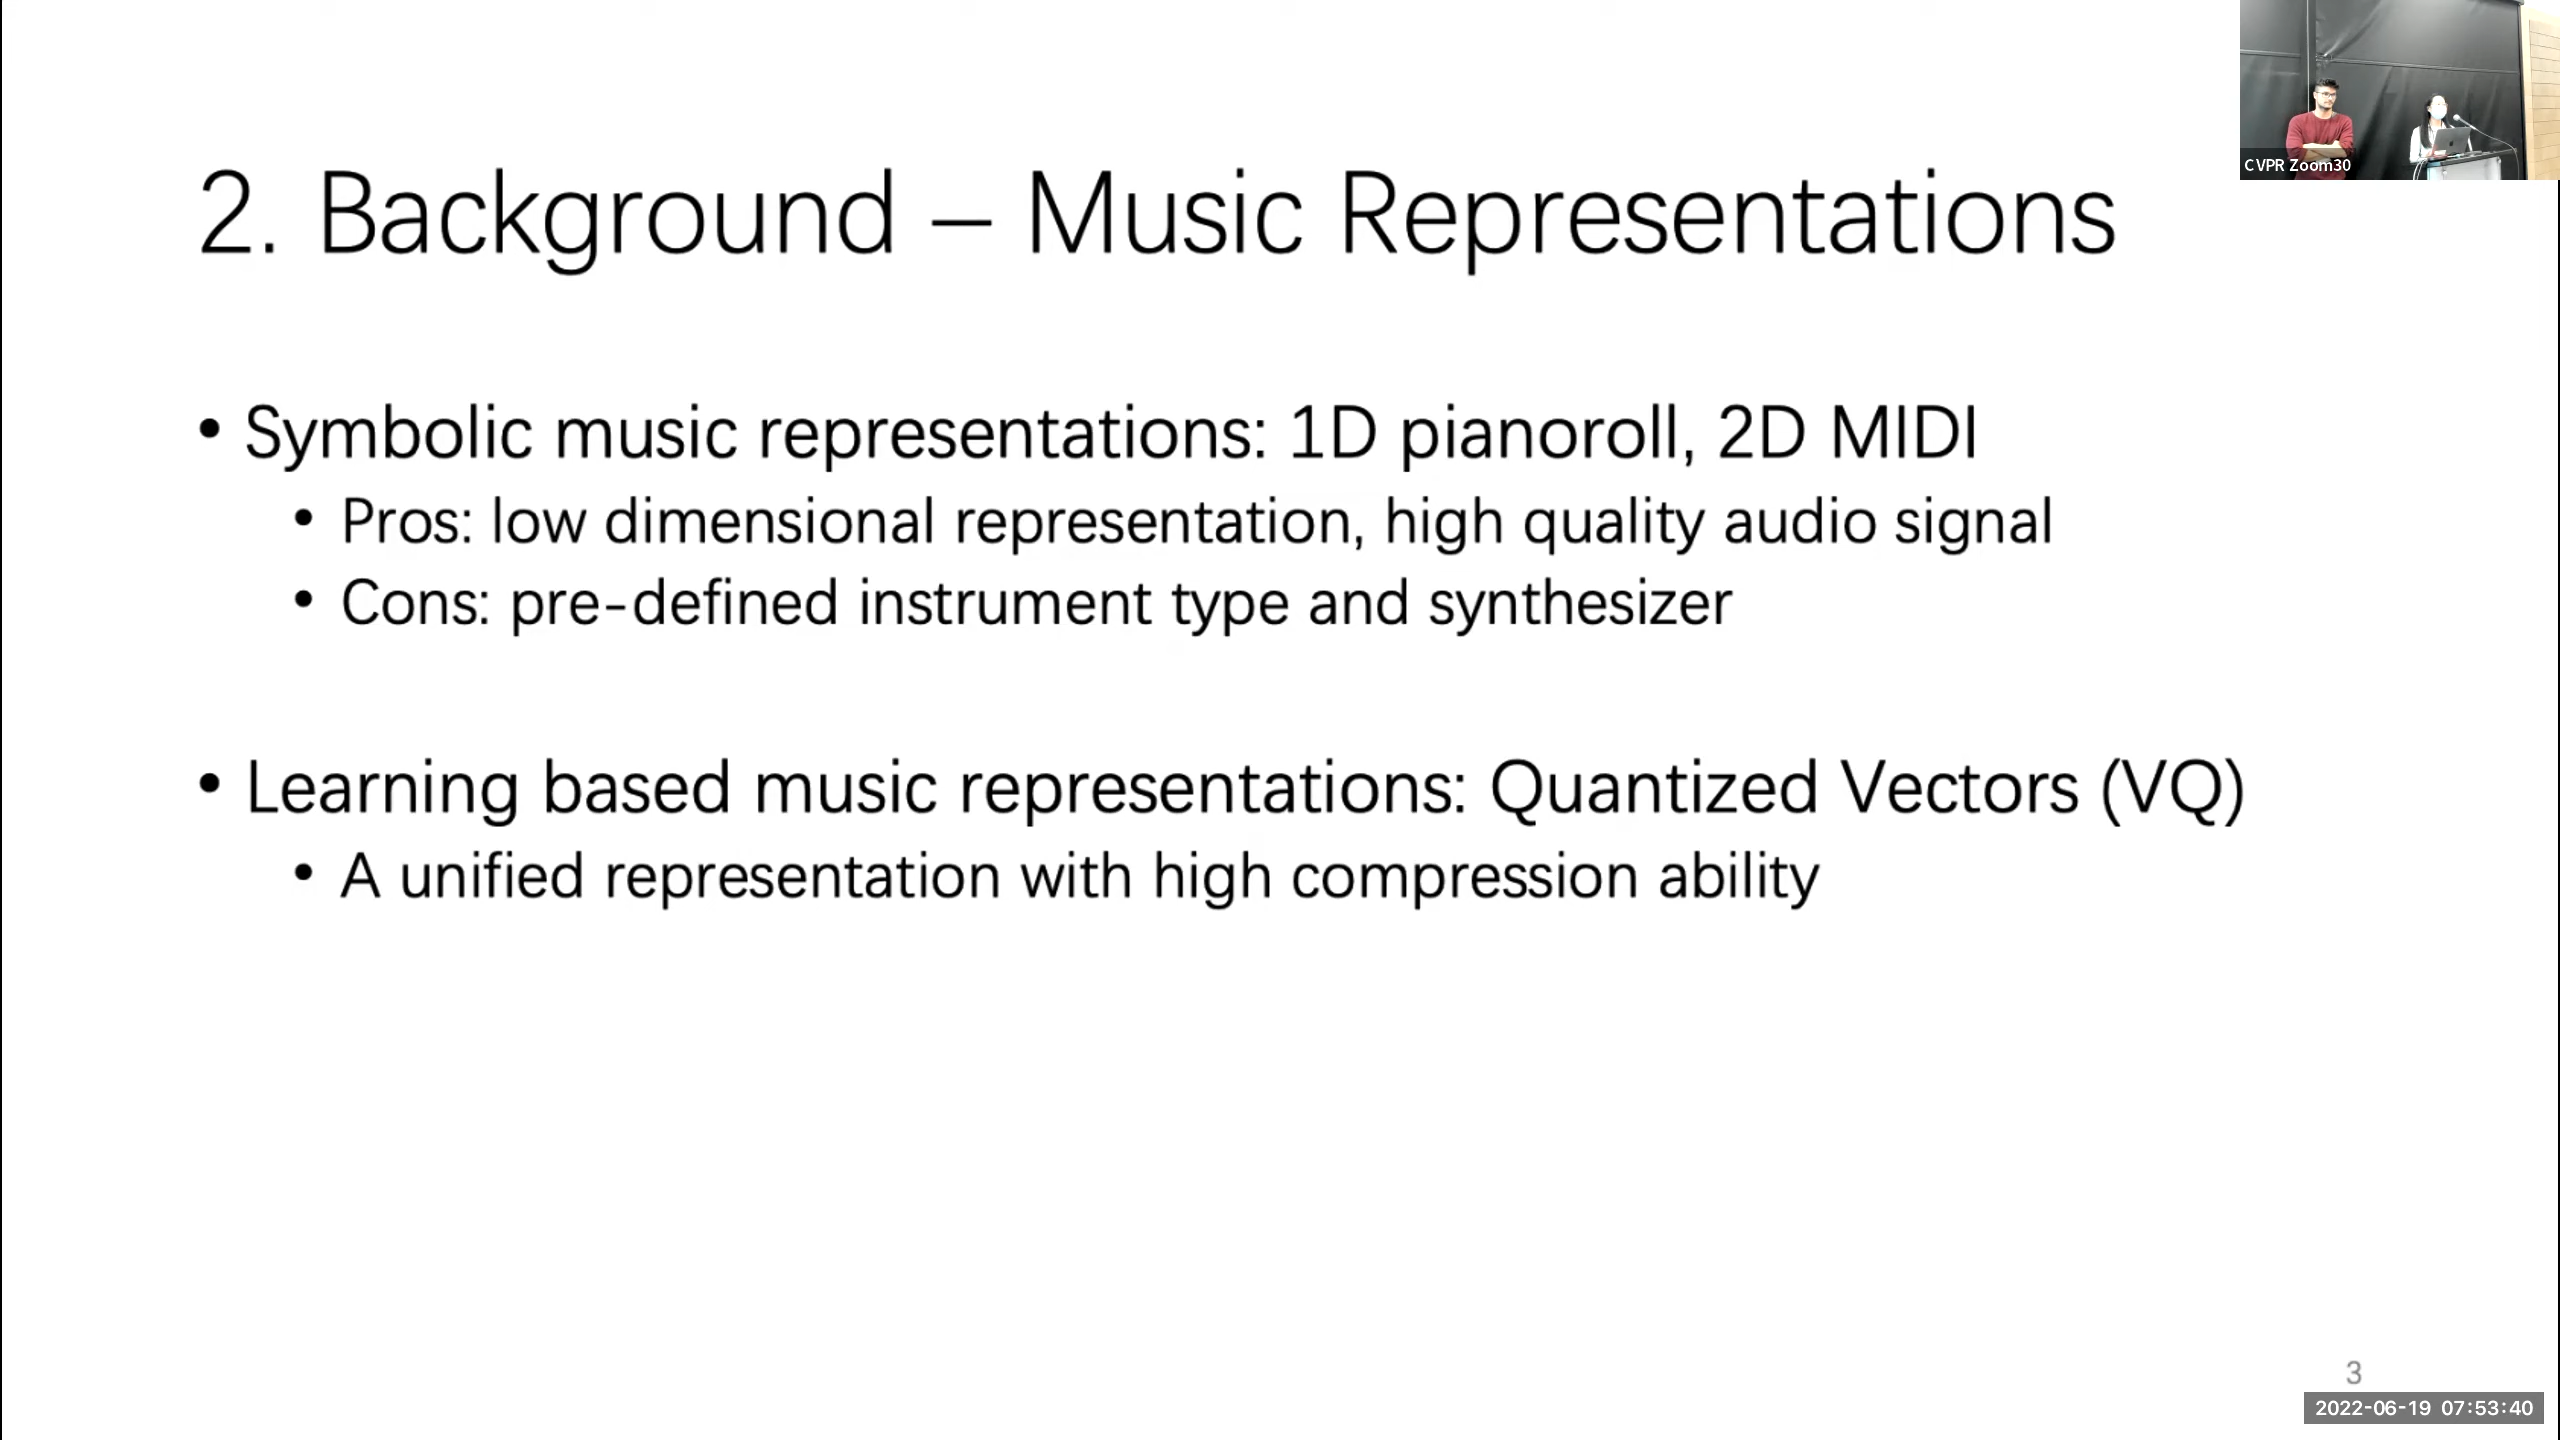 CVPR Zoom30
2. Background – Music Representations
• Symbolic music representations: 1D pianoroll, 2D MIDI
• Pros: low dimensional representation, high quality audio signal
• Cons: pre-defined instrument type and synthesizer
• Learning based music representations: Quantized Vectors (VQ)
• A unified representation with high compression ability
3
2022-06-19 07:53:40